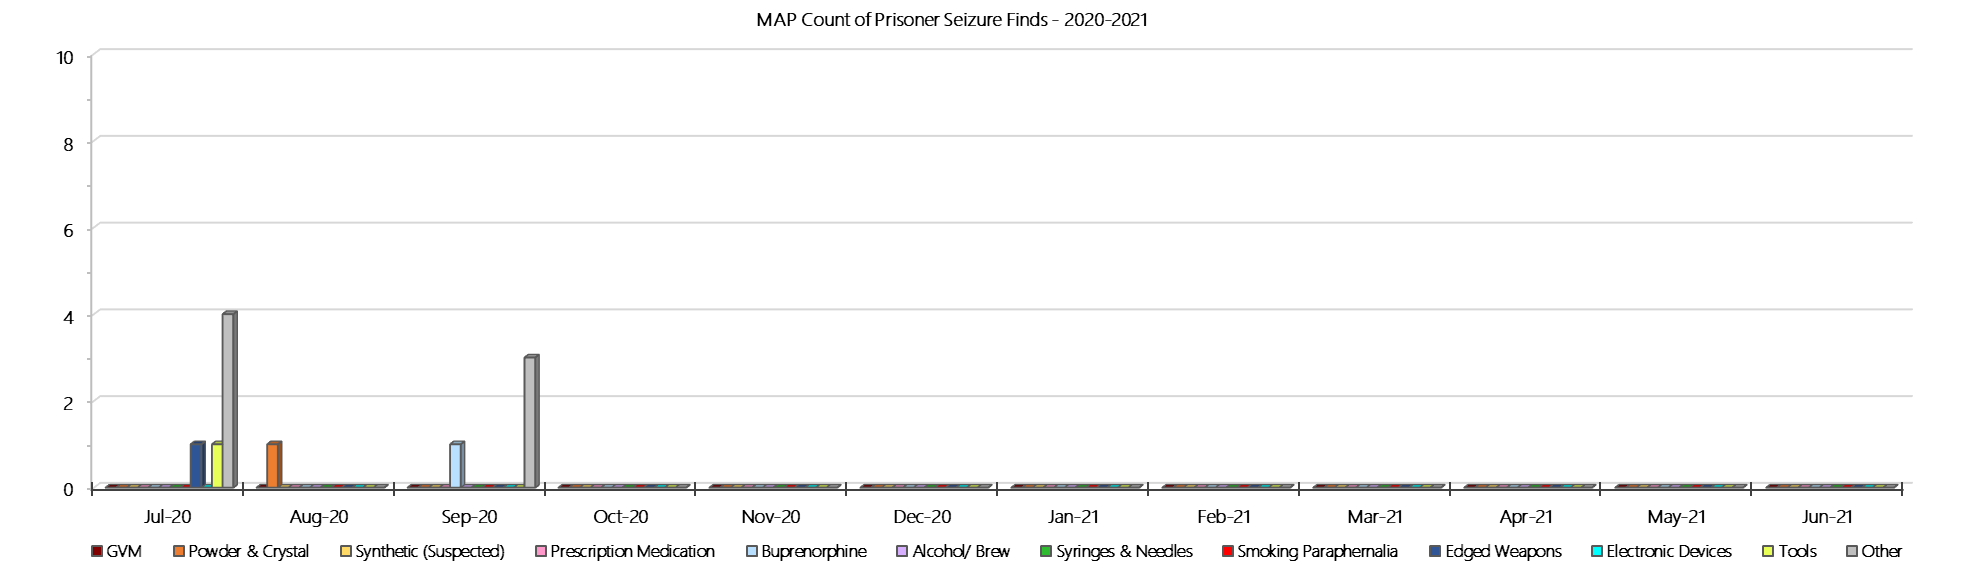 MAP Count of Prisoner Seizure Finds - 2020-2021
10
8
6
4
2
0
Jul-20 Aug-20 Sep-20 Oct-20 Nov-20 Dec-20 Jan-21 Feb-21 Mar-21 Apr-21 May-21 Jun-21
GVM Powder & Crystal Synthetic (Suspected) Prescription Medication Buprenorphine Alcohol/ Brew Syringes & Needles Smoking Paraphernalia Edged Weapons Electronic Devices Tools Other